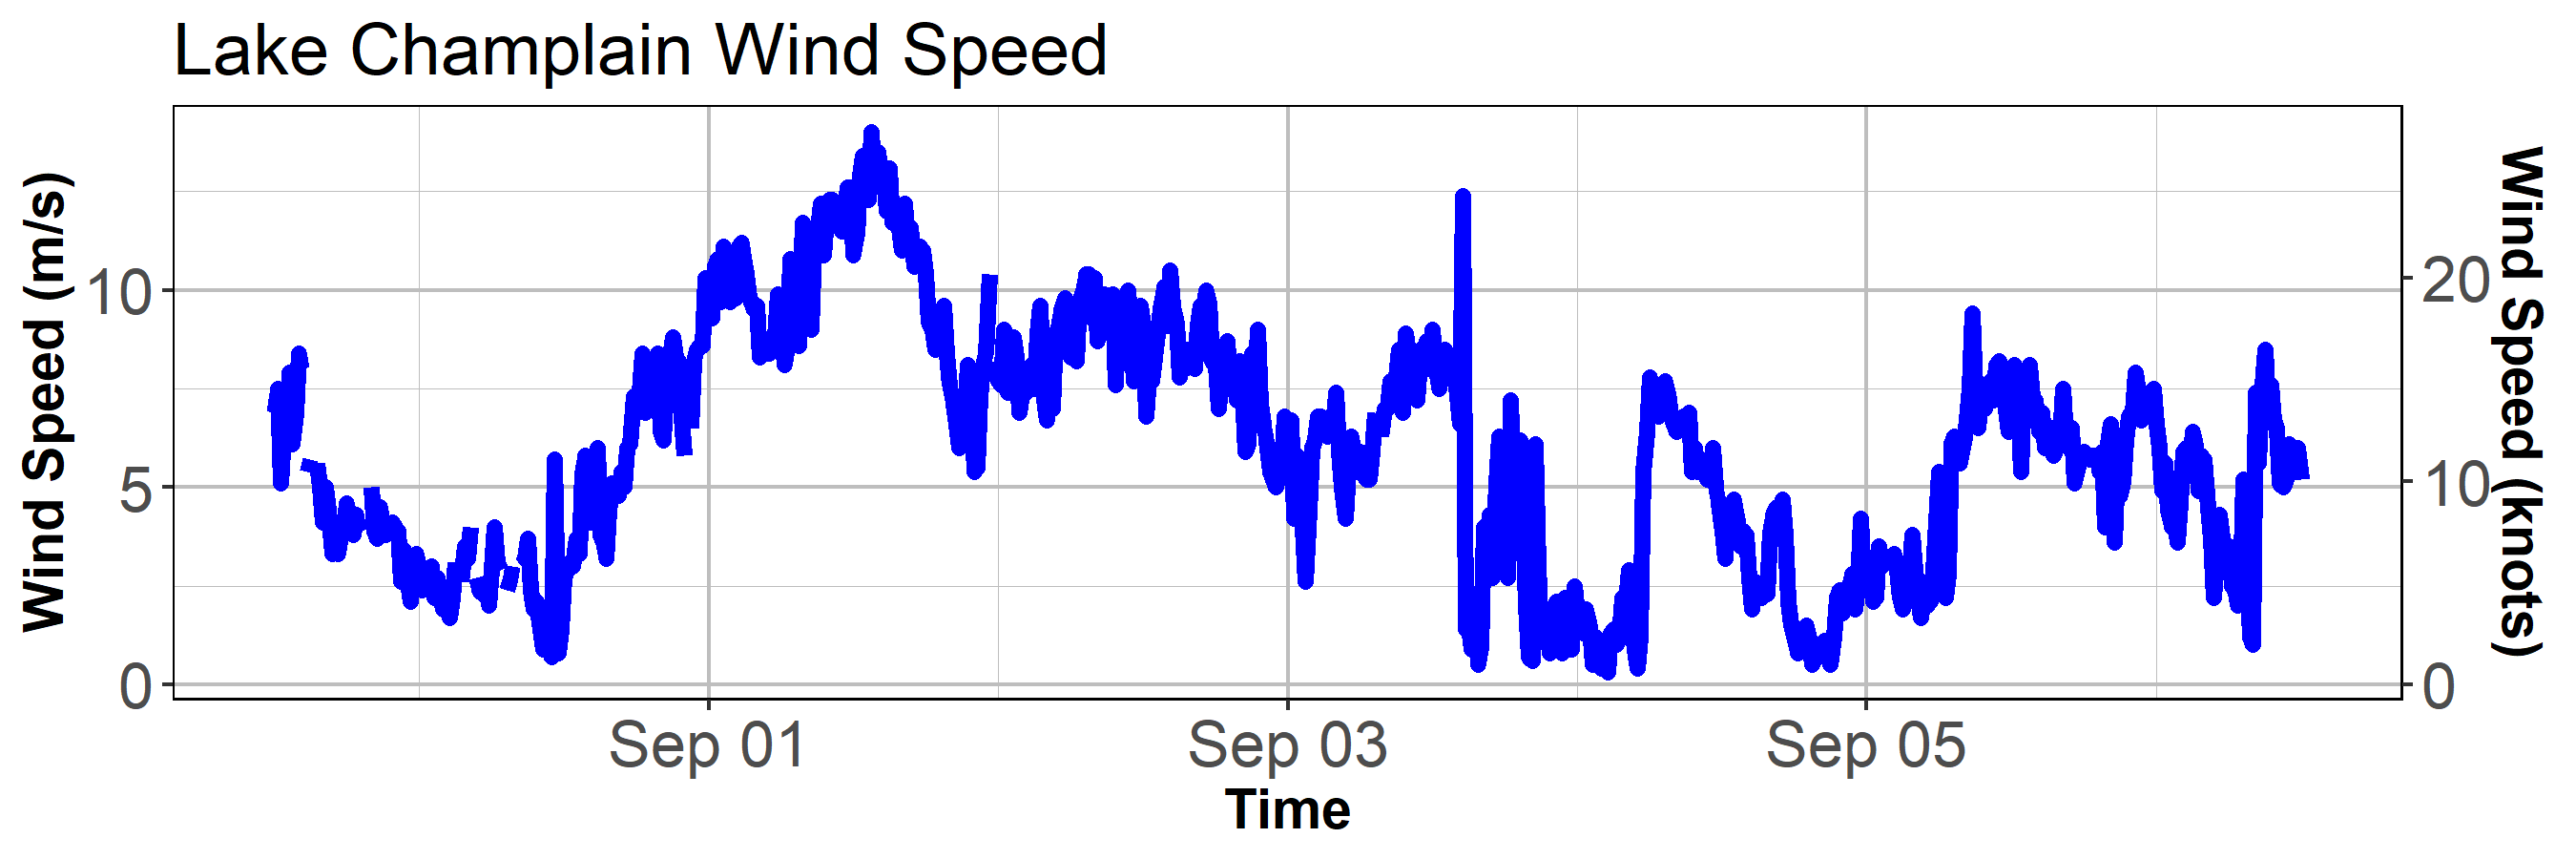 Lake Champlain Wind Speed
Wind Speed (m/s)
10
5
0
20
10
0
Wind Speed (knots)
Sep 01
Sep 03
Sep 05
Time